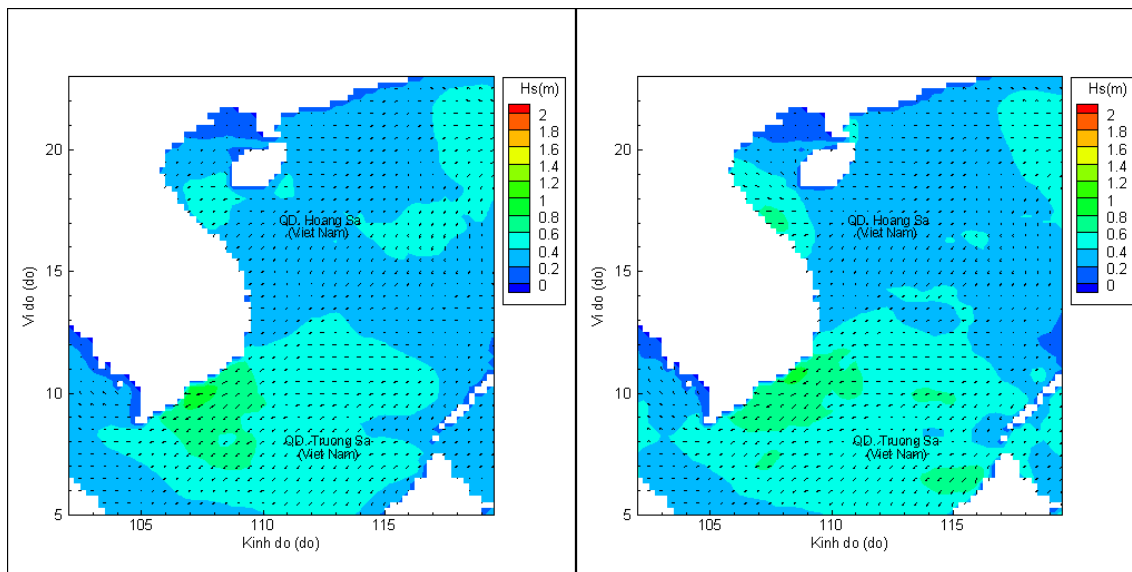 Hs(m)
2
1.8
1.6
1.4
1.2
1
0.8
0.6
0.4
0.2
0
20
15
10
5
105
110
115
Vi do (do)
Kinh do (do)
QD. Hoang Sa
(Viet Nam)
QD. Truong Sa
(Viet Nam)
Hs(m)
2
1.8
1.6
1.4
1.2
1
0.8
0.6
0.4
0.2
0
20
15
10
5
105
110
115
Vi do (do)
Kinh do (do)
QD. Hoang Sa
(Viet Nam)
QD. Truong Sa
(Viet Nam)